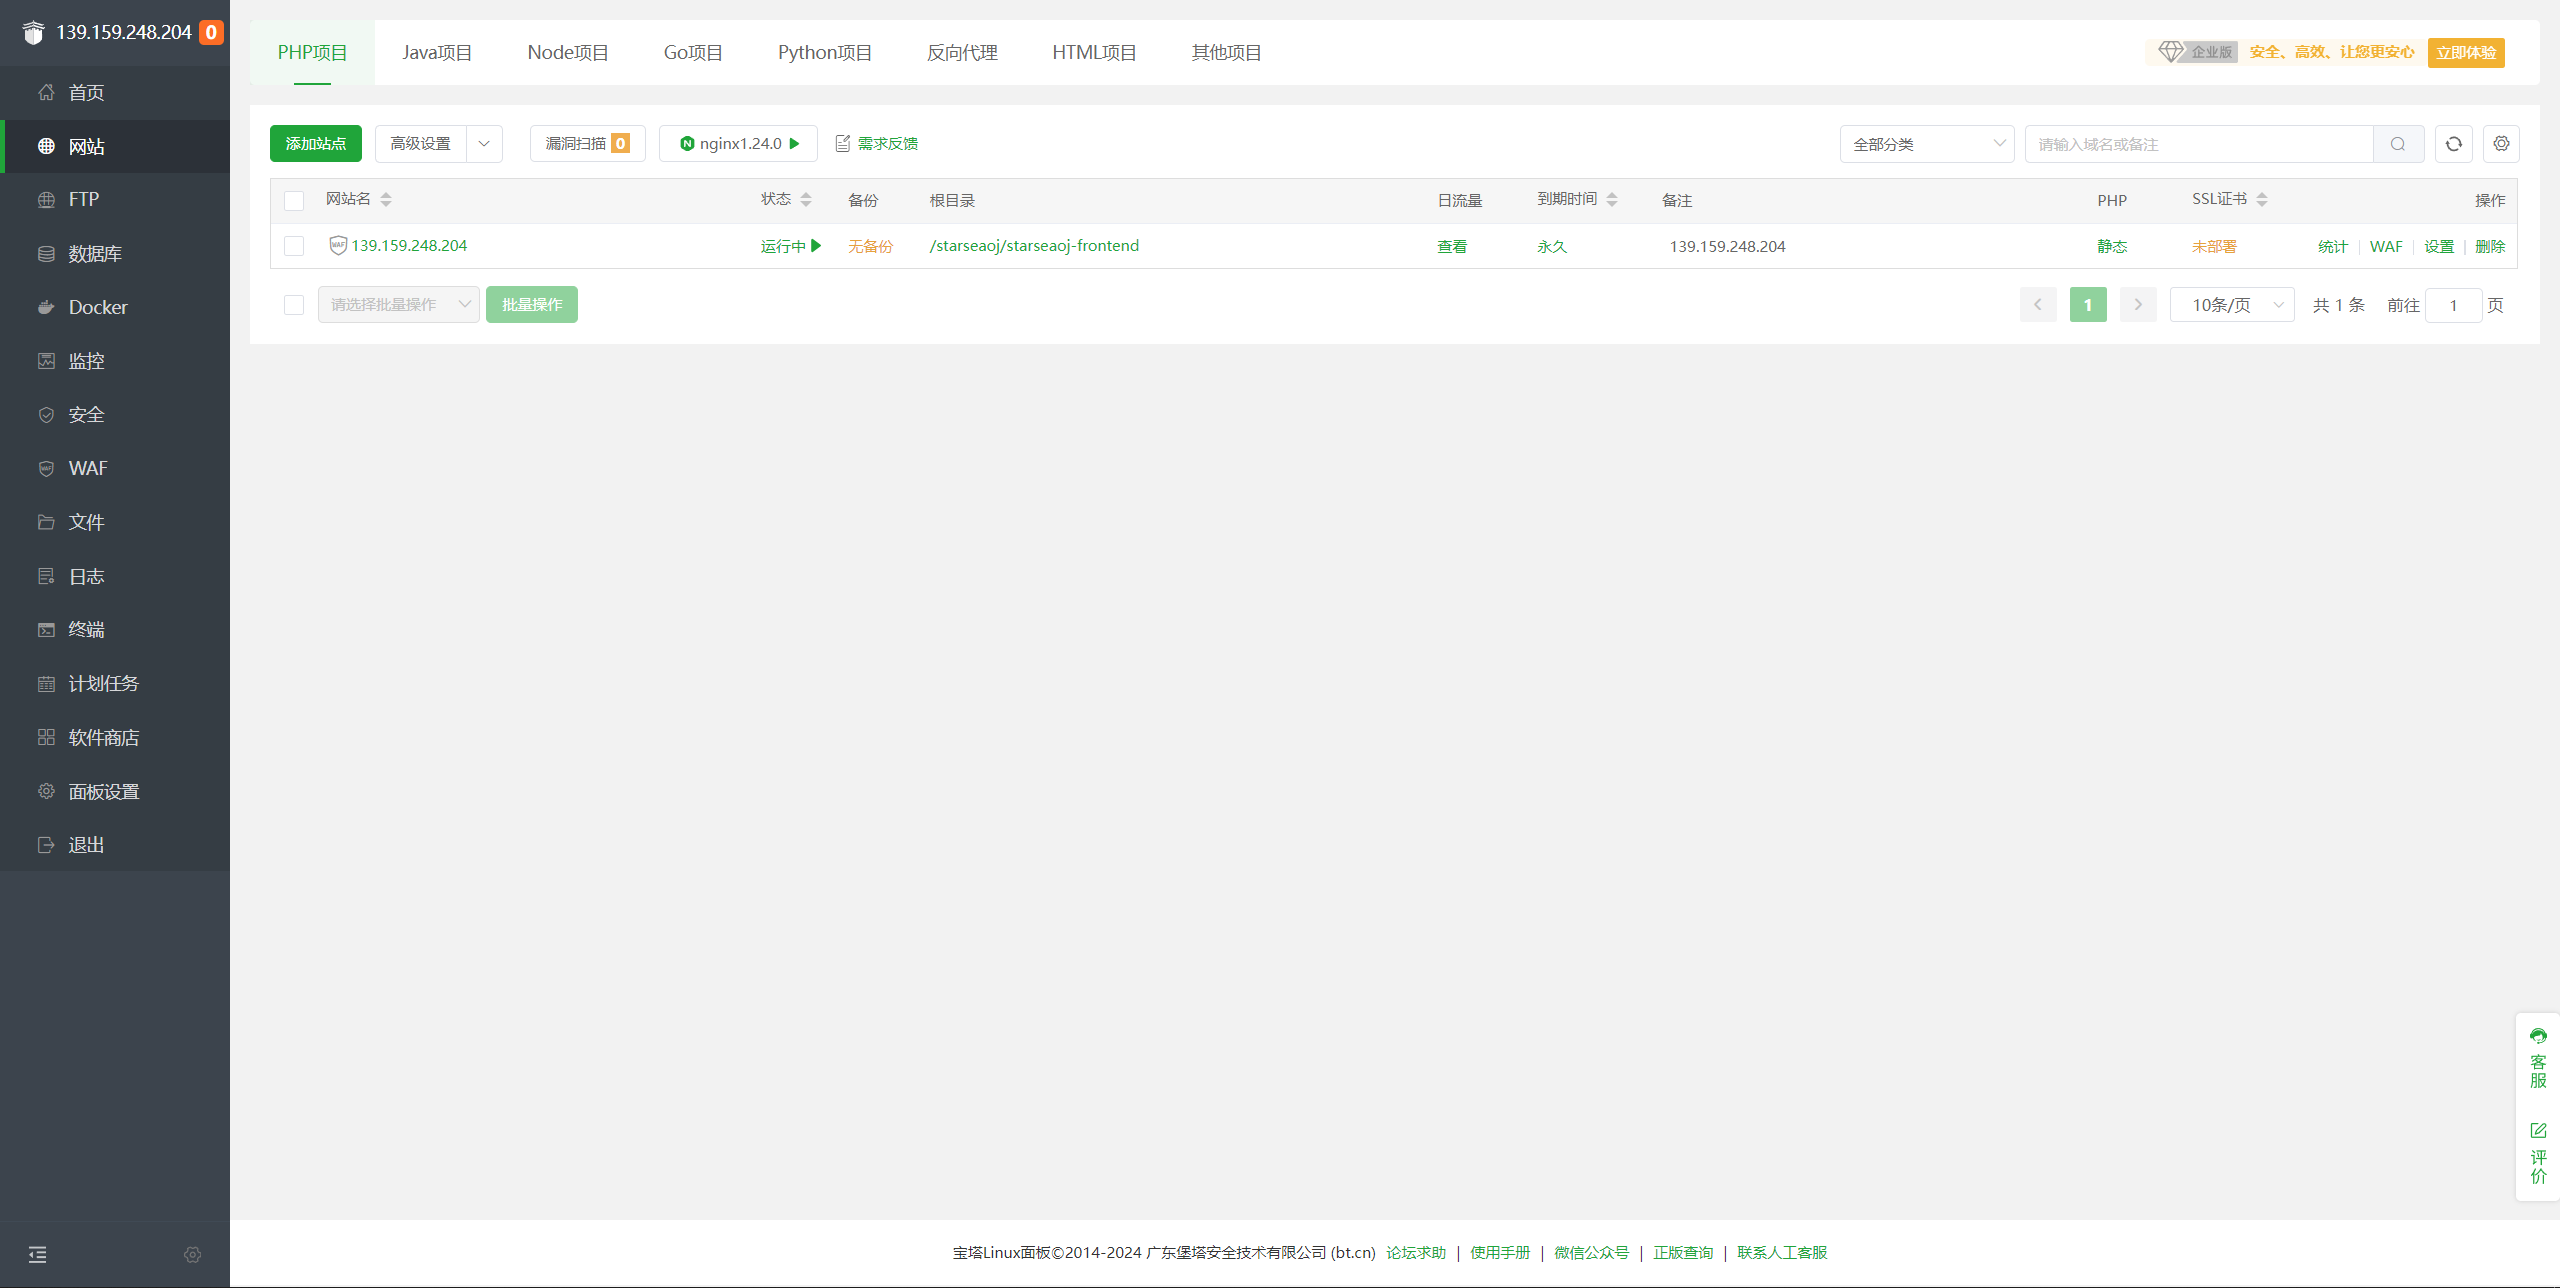 139.159.248.204 0
首页
网站
FTP
数据库
Docker
监控
安全
WAF
文件
日志
终端
计划任务
软件商店
面板设置
退出
PHP项目 Java项目 Node项目 Go项目 Python项目 反向代理 HTML项目 其他项目
企业版 安全、高效、让您更安心 立即体验
添加站点 高级设置 漏洞扫描 0 nginx1.24.0 需求反馈 全部分类 请输入域名或备注
网站名 状态 备份 根目录 日流量 到期时间 备注 PHP SSL证书 操作
WAF 139.159.248.204 运行中 无备份 /starseaoj/starseaoj-frontend 查看 永久 139.159.248.204 静态 未部署 统计 | WAF | 设置 | 删除
请选择批量操作 批量操作 1 10条/页 共 1 条 前往 1 页
客服
评价
宝塔Linux面板©2014-2024 广东堡塔安全技术有限公司 (bt.cn) 论坛求助 | 使用手册 | 微信公众号 | 正版查询 | 联系人工客服